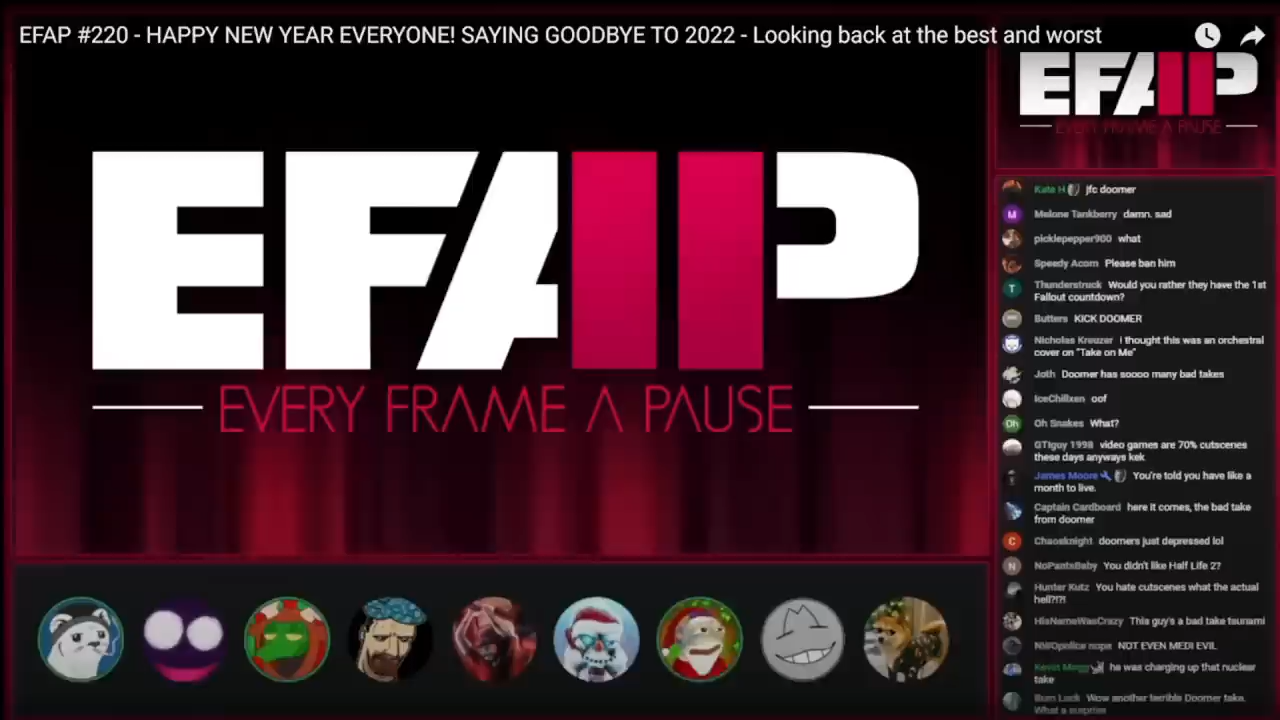 EFAP #220 - HAPPY NEW YEAR EVERYONE! SAYING GOODBYE TO 2022 - Looking back at the best and worst
EFAP
EVERY FRAME A PAUSE
EFAP
EVERY FRAME A PAUSE
Kate H jfc doomer
M Melone Tankberry damn. sad
picklepepper900 what
Speedy Acorn Please ban him
T Thunderstruck Would you rather they have the 1st
Fallout countdown?
Butters KICK DOOMER
Nicholas Kreuzer I thought this was an orchestral
cover on "Take on Me"
Joth Doomer has soooo many bad takes
IceChillxen oof
Oh Oh Snakes What?
GTIguy 1998 video games are 70% cutscenes
these days anyways kek
James Moore You're told you have like a
month to live.
Captain Cardboard here it comes, the bad take
from doomer
C Chaosknight doomers just depressed lol
N NoPantsBaby You didn't like Half Life 2?
Hunter Kutz You hate cutscenes what the actual
hell?!?!
HisNameWasCrazy This guy's a bad take tsunami
NOT EVEN MEDI EVIL
he was charging up that nuclear
take
Wow another terrible Doomer take.
What a surprise